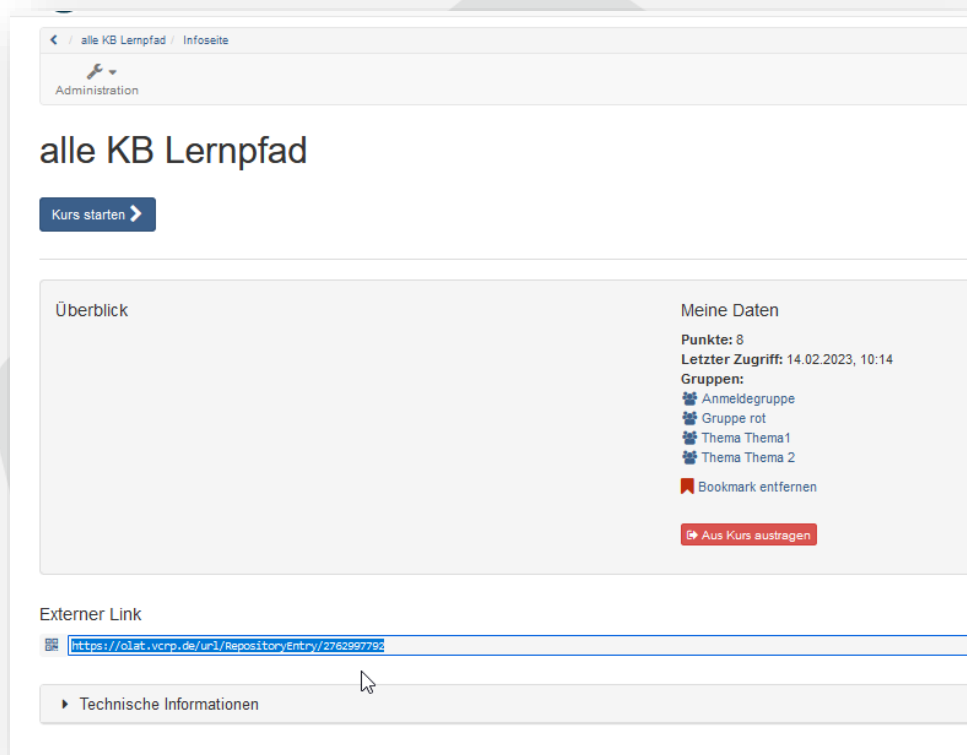 / alle KB Lernpfad / Infoseite
Administration
alle KB Lernpfad
Kurs starten
Überblick
Meine Daten
Punkte: 8
Letzter Zugriff: 14.02.2023, 10:14
Gruppen:
Anmeldegruppe
Gruppe rot
Thema Thema1
Thema Thema 2
Bookmark entfernen
Aus Kurs austragen
Externer Link
https://olat.vcrp.de/url/RepositoryEntry/2762997792
Technische Informationen